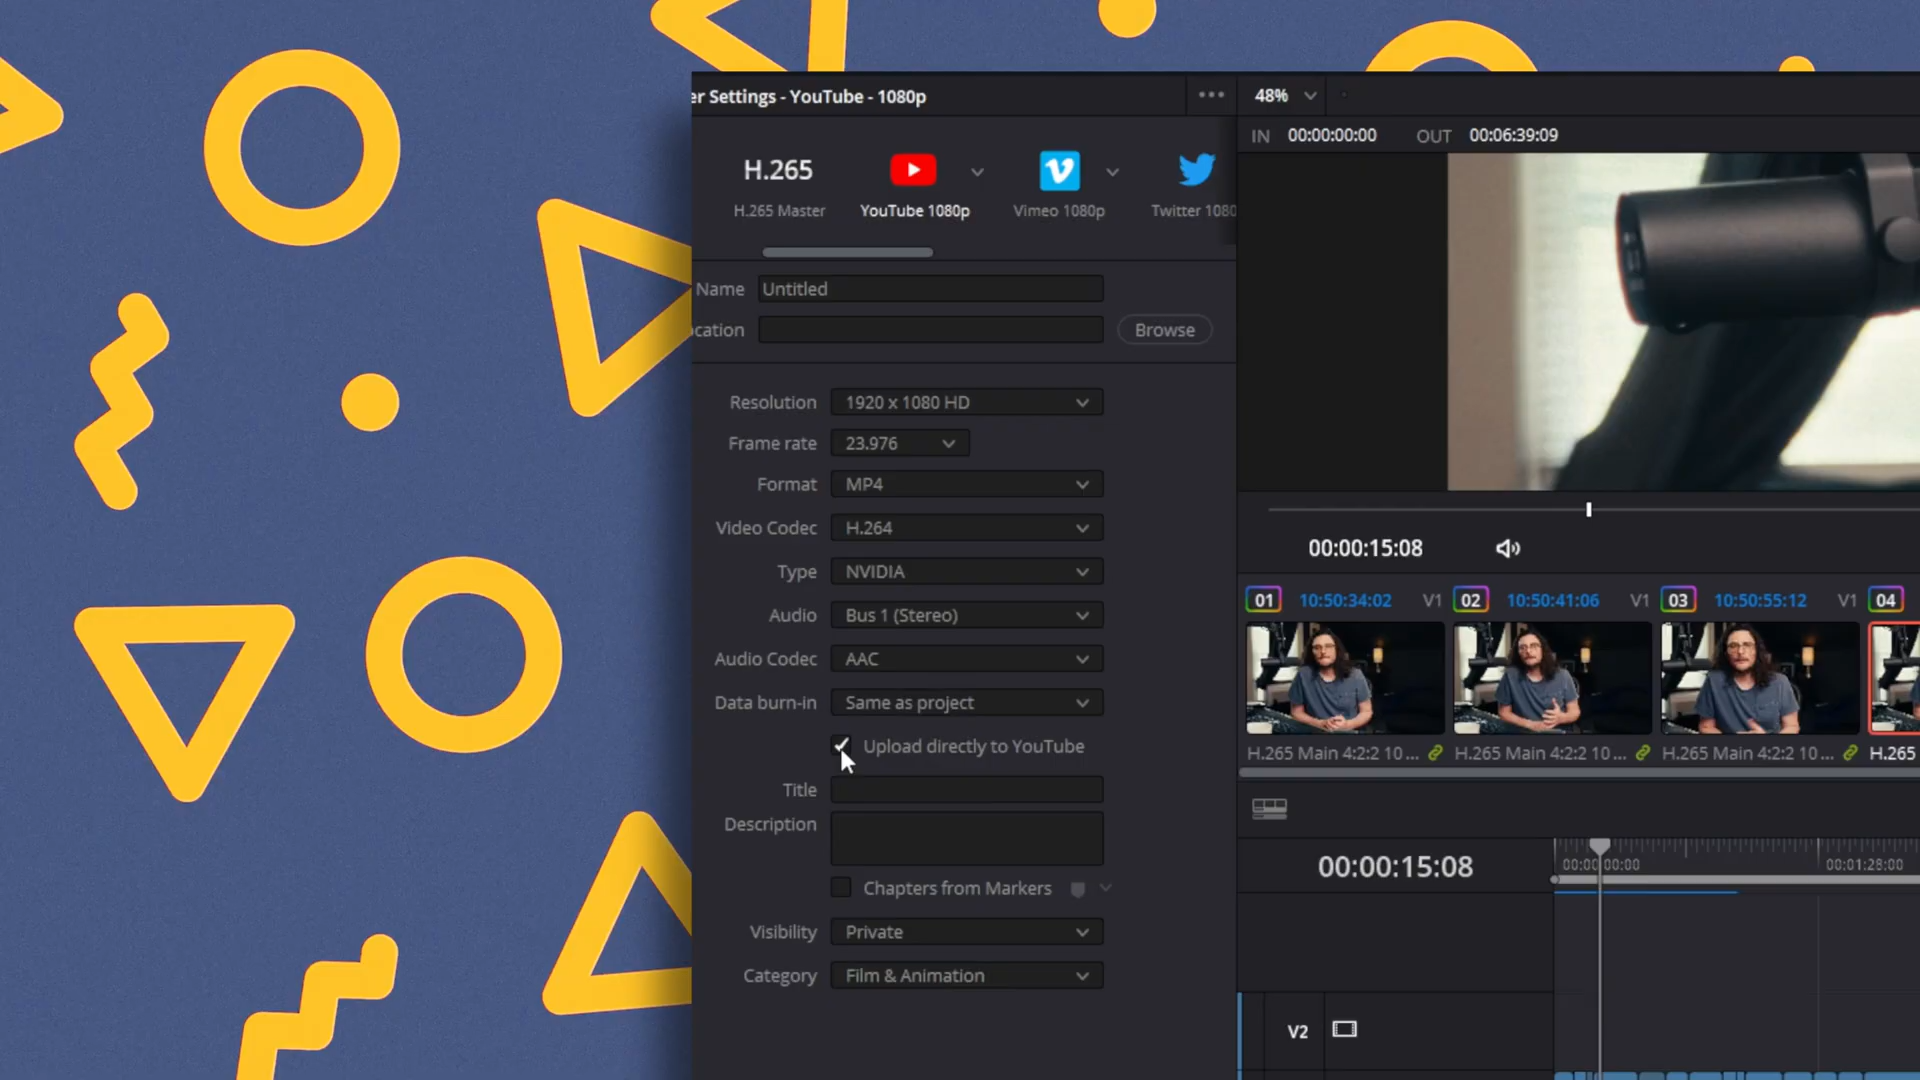 er Settings - YouTube - 1080p
48%
IN 00:00:00:00 OUT 00:06:39:09
H.265
H.265 Master YouTube 1080p Vimeo 1080p Twitter 1080
Name Untitled
cation Browse
Resolution 1920 x 1080 HD
Frame rate 23.976
Format MP4
Video Codec H.264
Type NVIDIA
Audio Bus 1 (Stereo)
Audio Codec AAC
Data burn-in Same as project
Upload directly to YouTube
Title
Description
Chapters from Markers
Visibility Private
Category Film & Animation
00:00:15:08
01 10:50:34:02 V1 02 10:50:41:06 V1 03 10:50:55:12 V1 04
H.265 Main 4:2:2 10 ... H.265 Main 4:2:2 10 ... H.265 Main 4:2:2 10 ... H.265
00:00:15:08
00:00:00:00 00:01:28:00
V2